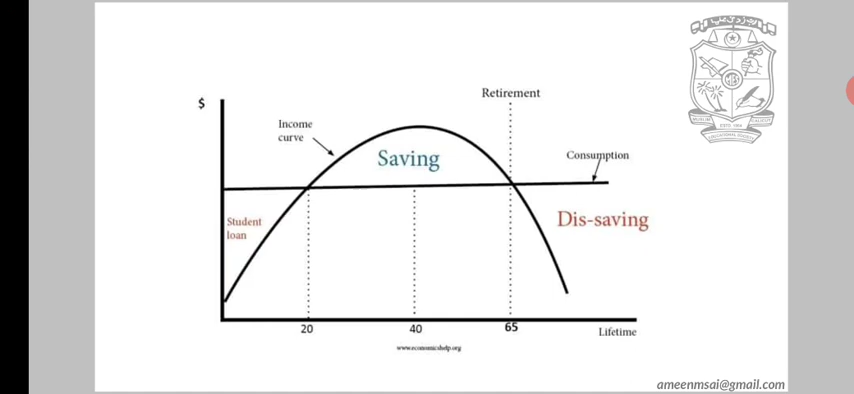 $
Retirement
Income
curve
Saving
Consumption
Student
loan
Dis-saving
20
40
65
Lifetime
www.economicshelp.org
ameenmsai@gmail.com